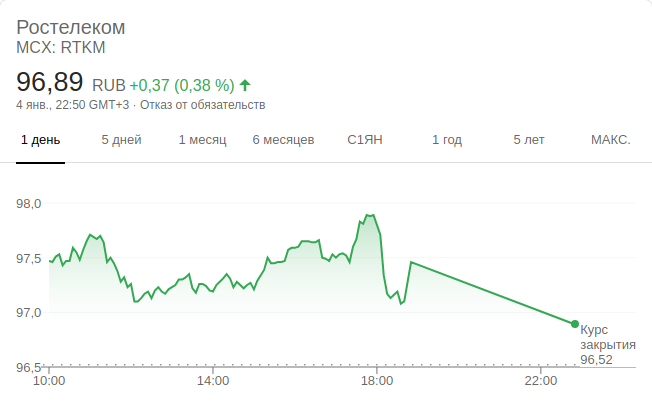 Ростелеком
MCX: RTKM
96,89 RUB +0,37 (0,38 %)
4 янв., 22:50 GMT+3 · Отказ от обязательств
1 день 5 дней 1 месяц 6 месяцев С1ЯН 1 год 5 лет МАКС.
98,0
97,5
97,0
96,5
Курс
закрытия
96,52
10:00 14:00 18:00 22:00